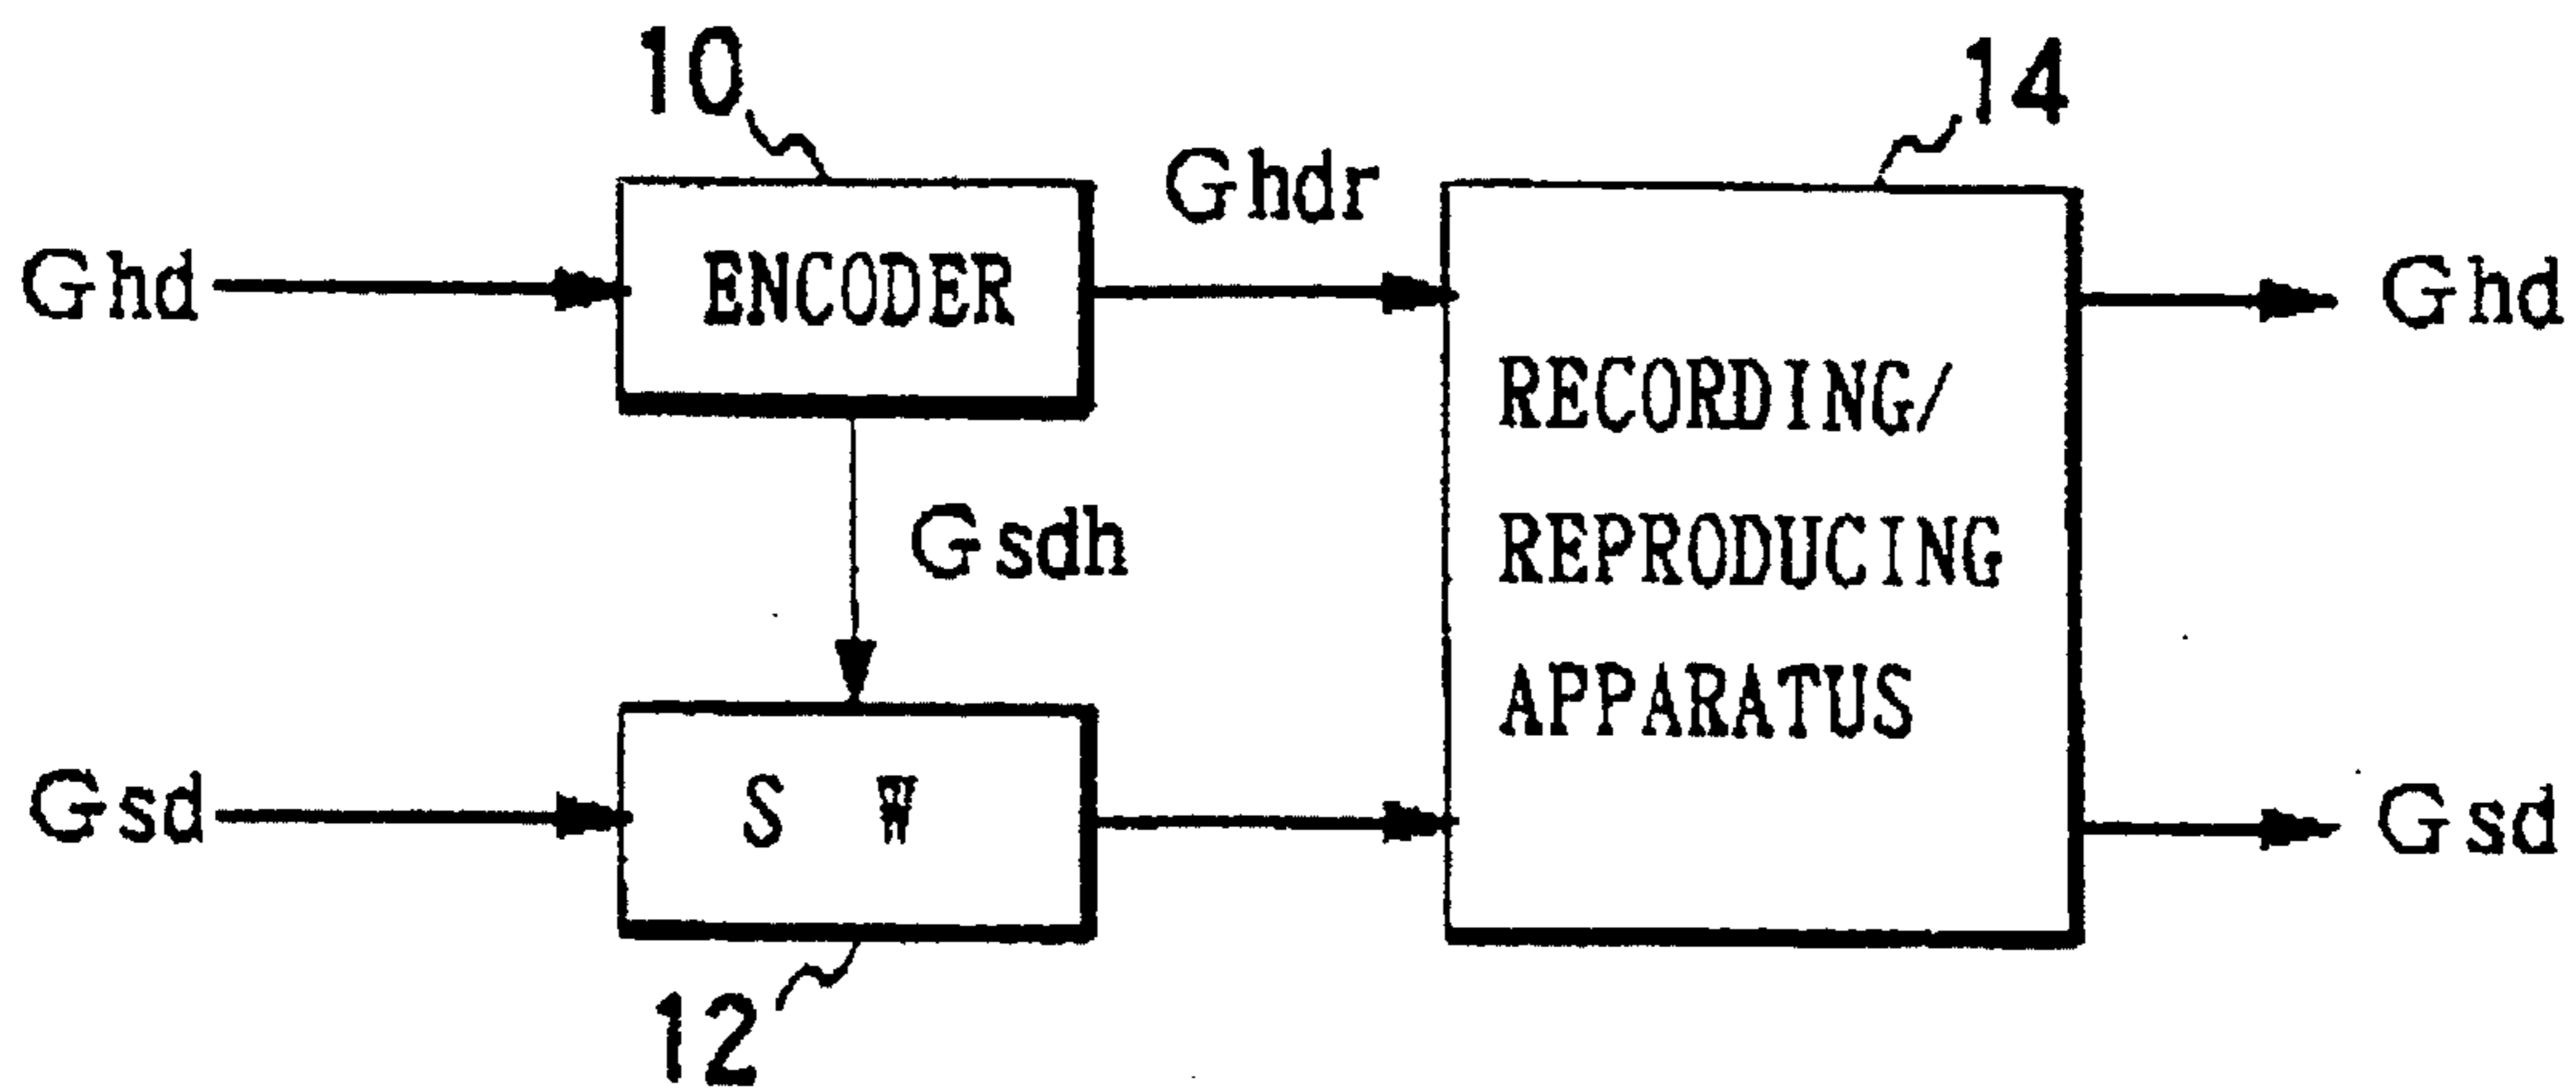 10
14
Ghdr
Ghd
ENCODER
Ghd
RECORDING/
REPRODUCING
APPARATUS
Gsdh
Gsd
S W
Gsd
12